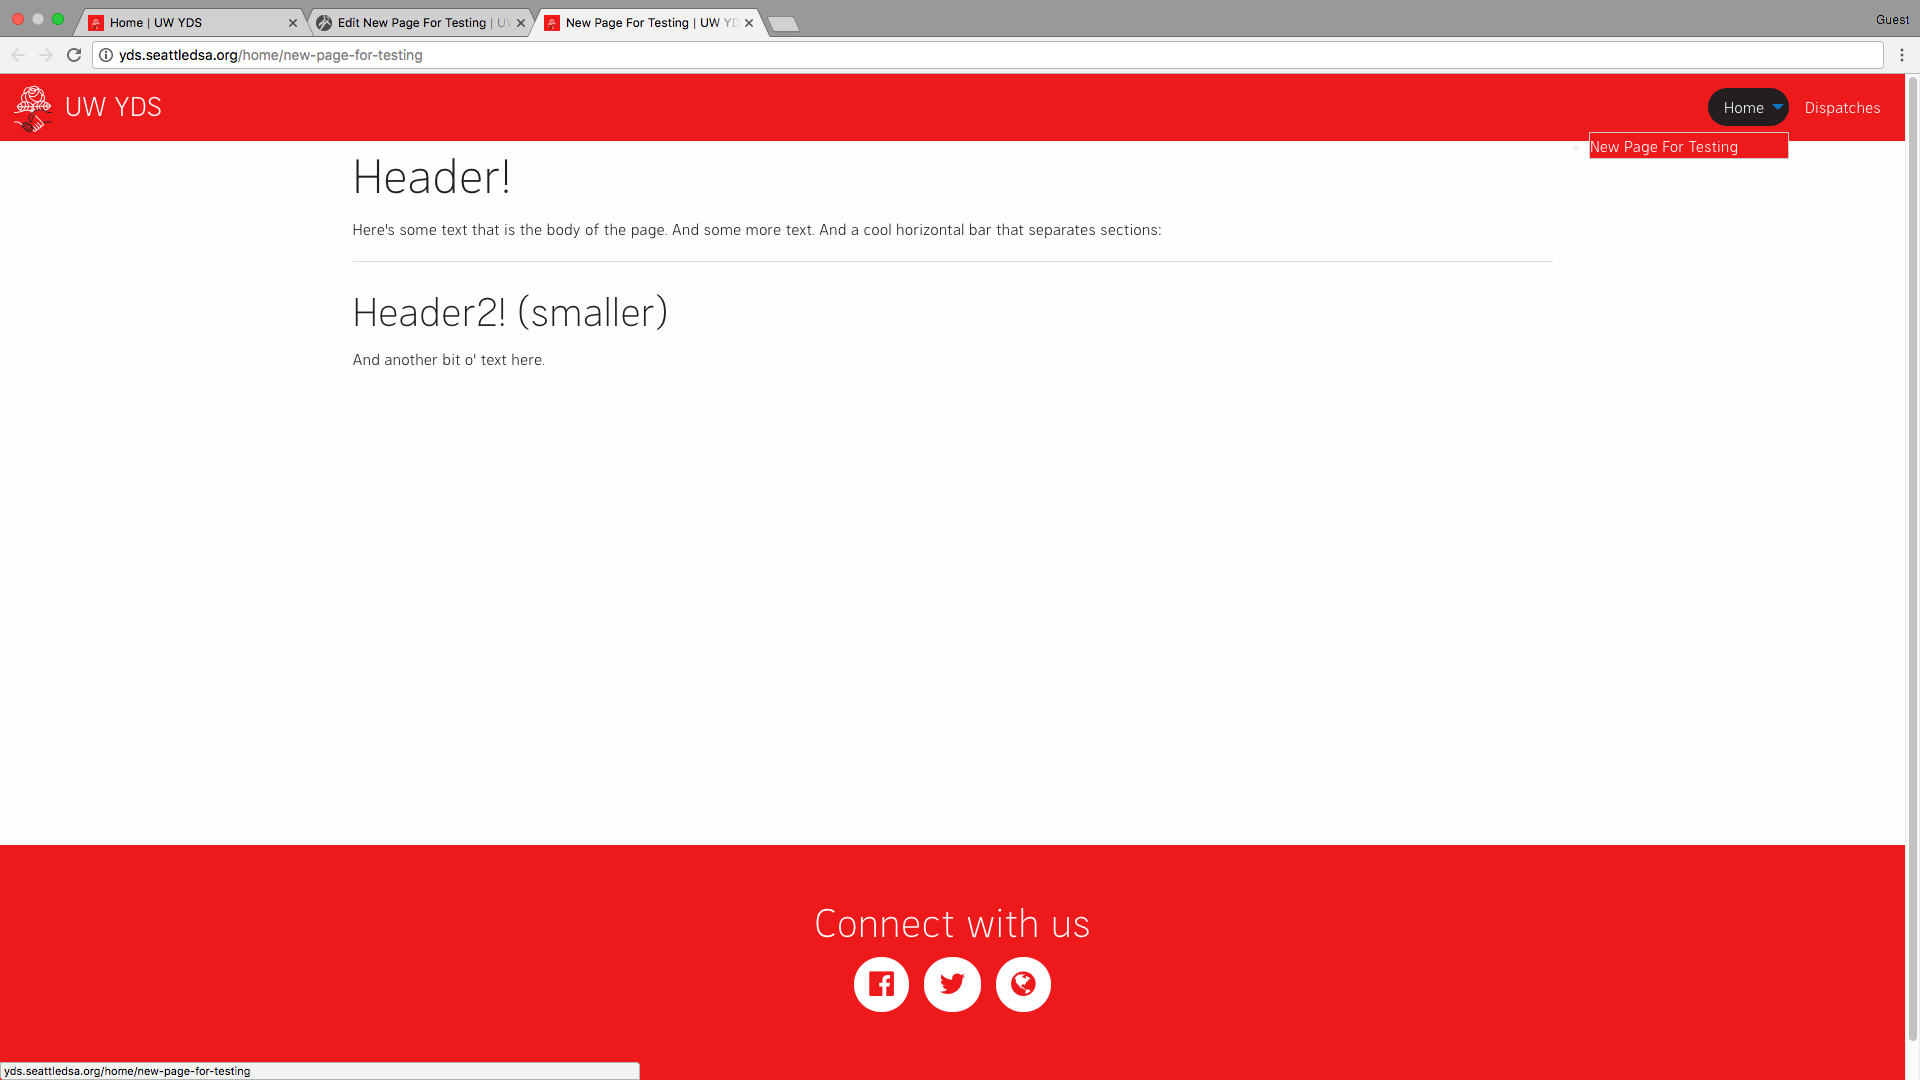 Home | UW YDS
Edit New Page For Testing | UW
New Page For Testing | UW YD
Guest
yds.seattledsa.org/home/new-page-for-testing
UW YDS
Home
Dispatches
New Page For Testing
Header!
Here's some text that is the body of the page. And some more text. And a cool horizontal bar that separates sections:
Header2! (smaller)
And another bit o' text here.
Connect with us
yds.seattledsa.org/home/new-page-for-testing